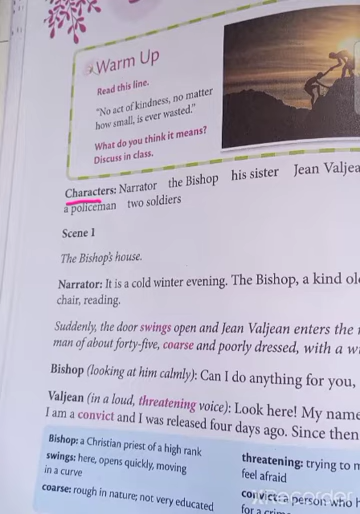 Warm Up
Read this line.
"No act of kindness, no matter
how small, is ever wasted."
What do you think it means?
Discuss in class.
Characters: Narrator the Bishop his sister Jean Valjea
a policeman two soldiers
Scene 1
The Bishop's house.
Narrator: It is a cold winter evening. The Bishop, a kind ol
chair, reading.
Suddenly, the door swings open and Jean Valjean enters the
man of about forty-five, coarse and poorly dressed, with a w
Bishop (looking at him calmly): Can I do anything for you,
Valjean (in a loud, threatening voice): Look here! My name
I am a convict and I was released four days ago. Since then
Bishop: a Christian priest of a high rank
swings: here, opens quickly, moving
in a curve
coarse: rough in nature; not very educated
threatening: trying to m
feel afraid
convict: a person who h
for a crim